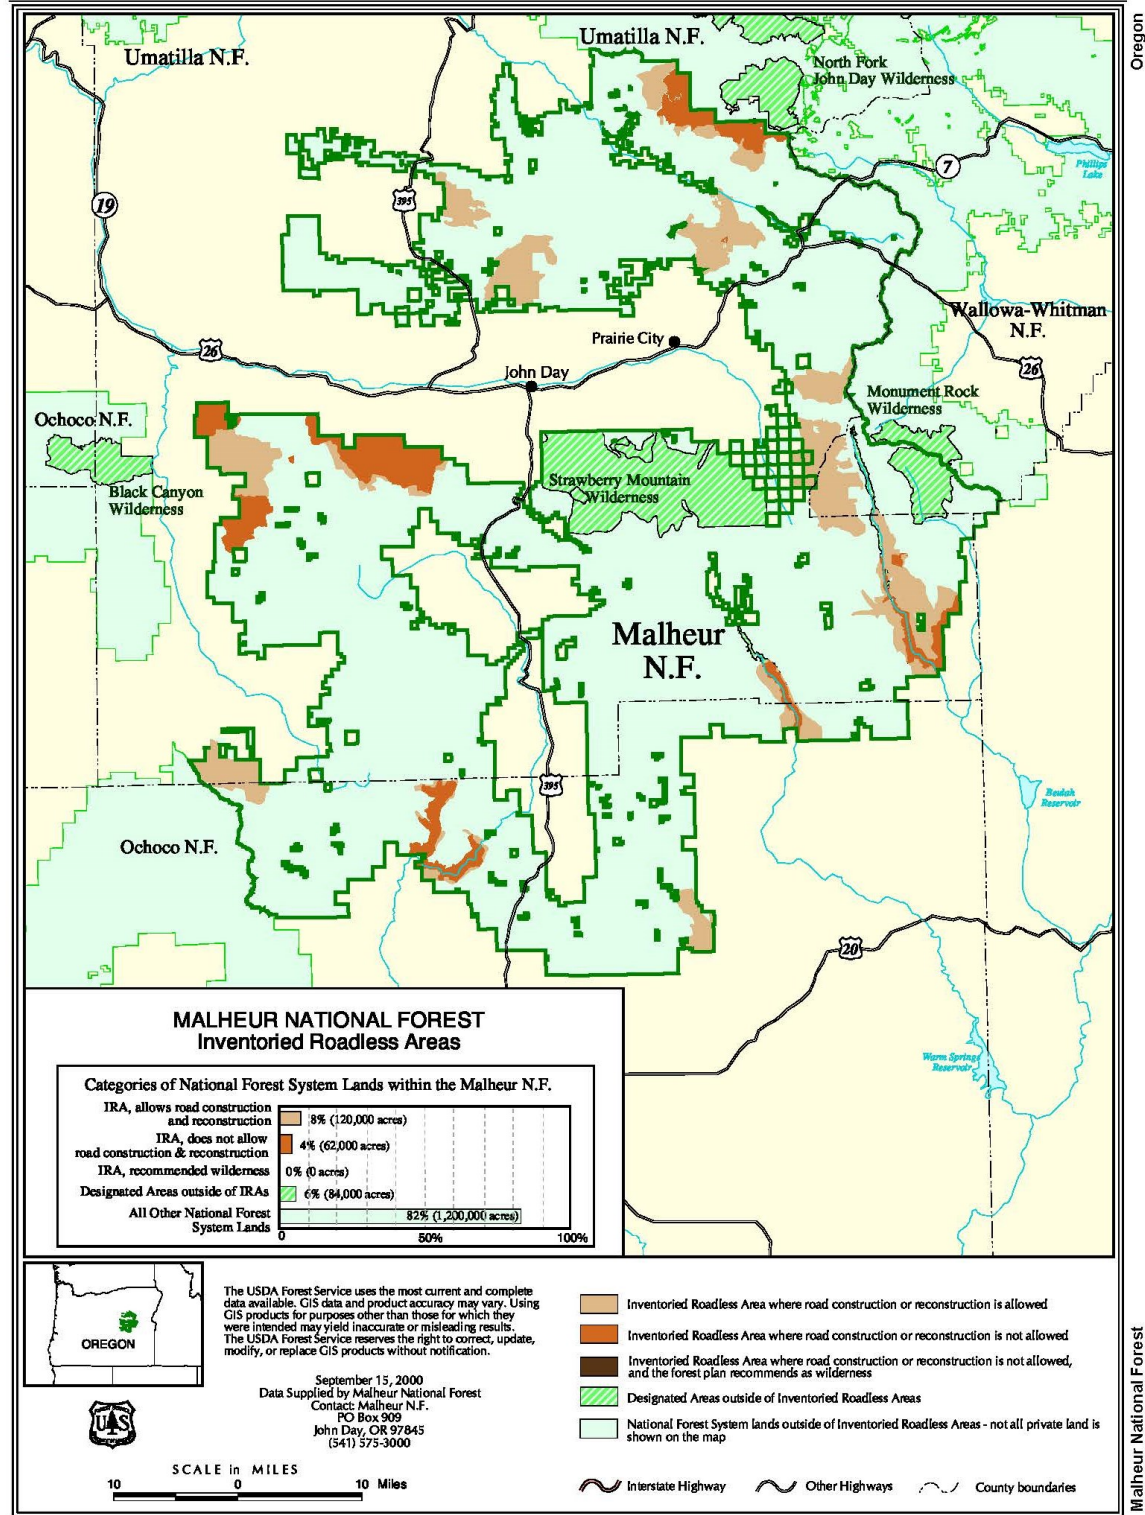 Oregon
Umatilla N.F.
Umatilla N.F.
North Fork
John Day Wilderness
7
Phillips
Lake
19
395
Wallowa-Whitman
N.F.
Prairie City
26
26
John Day
Monument Rock
Wilderness
Ochoco N.F.
Strawberry Mountain
Wilderness
Black Canyon
Wilderness
Malheur
N.F.
395
Beulah
Reservoir
Ochoco N.F.
20
Warm Springs
Reservoir
MALHEUR NATIONAL FOREST
Inventoried Roadless Areas
Categories of National Forest System Lands within the Malheur N.F.
IRA, allows road construction
and reconstruction
8% (120,000 acres)
IRA, does not allow
road construction & reconstruction
4% (62,000 acres)
IRA, recommended wilderness
0% (0 acres)
Designated Areas outside of IRAs
6% (84,000 acres)
All Other National Forest
System Lands
82% (1,200,000 acres)
0 50% 100%
OREGON
The USDA Forest Service uses the most current and complete
data available. GIS data and product accuracy may vary. Using
GIS products for purposes other than those for which they
were intended may yield inaccurate or misleading results.
The USDA Forest Service reserves the right to correct, update,
modify, or replace GIS products without notification.
September 15, 2000
Data Supplied by Malheur National Forest
Contact: Malheur N.F.
PO Box 909
John Day, OR 97845
(541) 575-3000
U S
SCALE in MILES
10 0 10 Miles
Inventoried Roadless Area where road construction or reconstruction is allowed
Inventoried Roadless Area where road construction or reconstruction is not allowed
Inventoried Roadless Area where road construction or reconstruction is not allowed,
and the forest plan recommends as wilderness
Designated Areas outside of Inventoried Roadless Areas
National Forest System lands outside of Inventoried Roadless Areas - not all private land is
shown on the map
Interstate Highway
Other Highways
County boundaries
Malheur National Forest